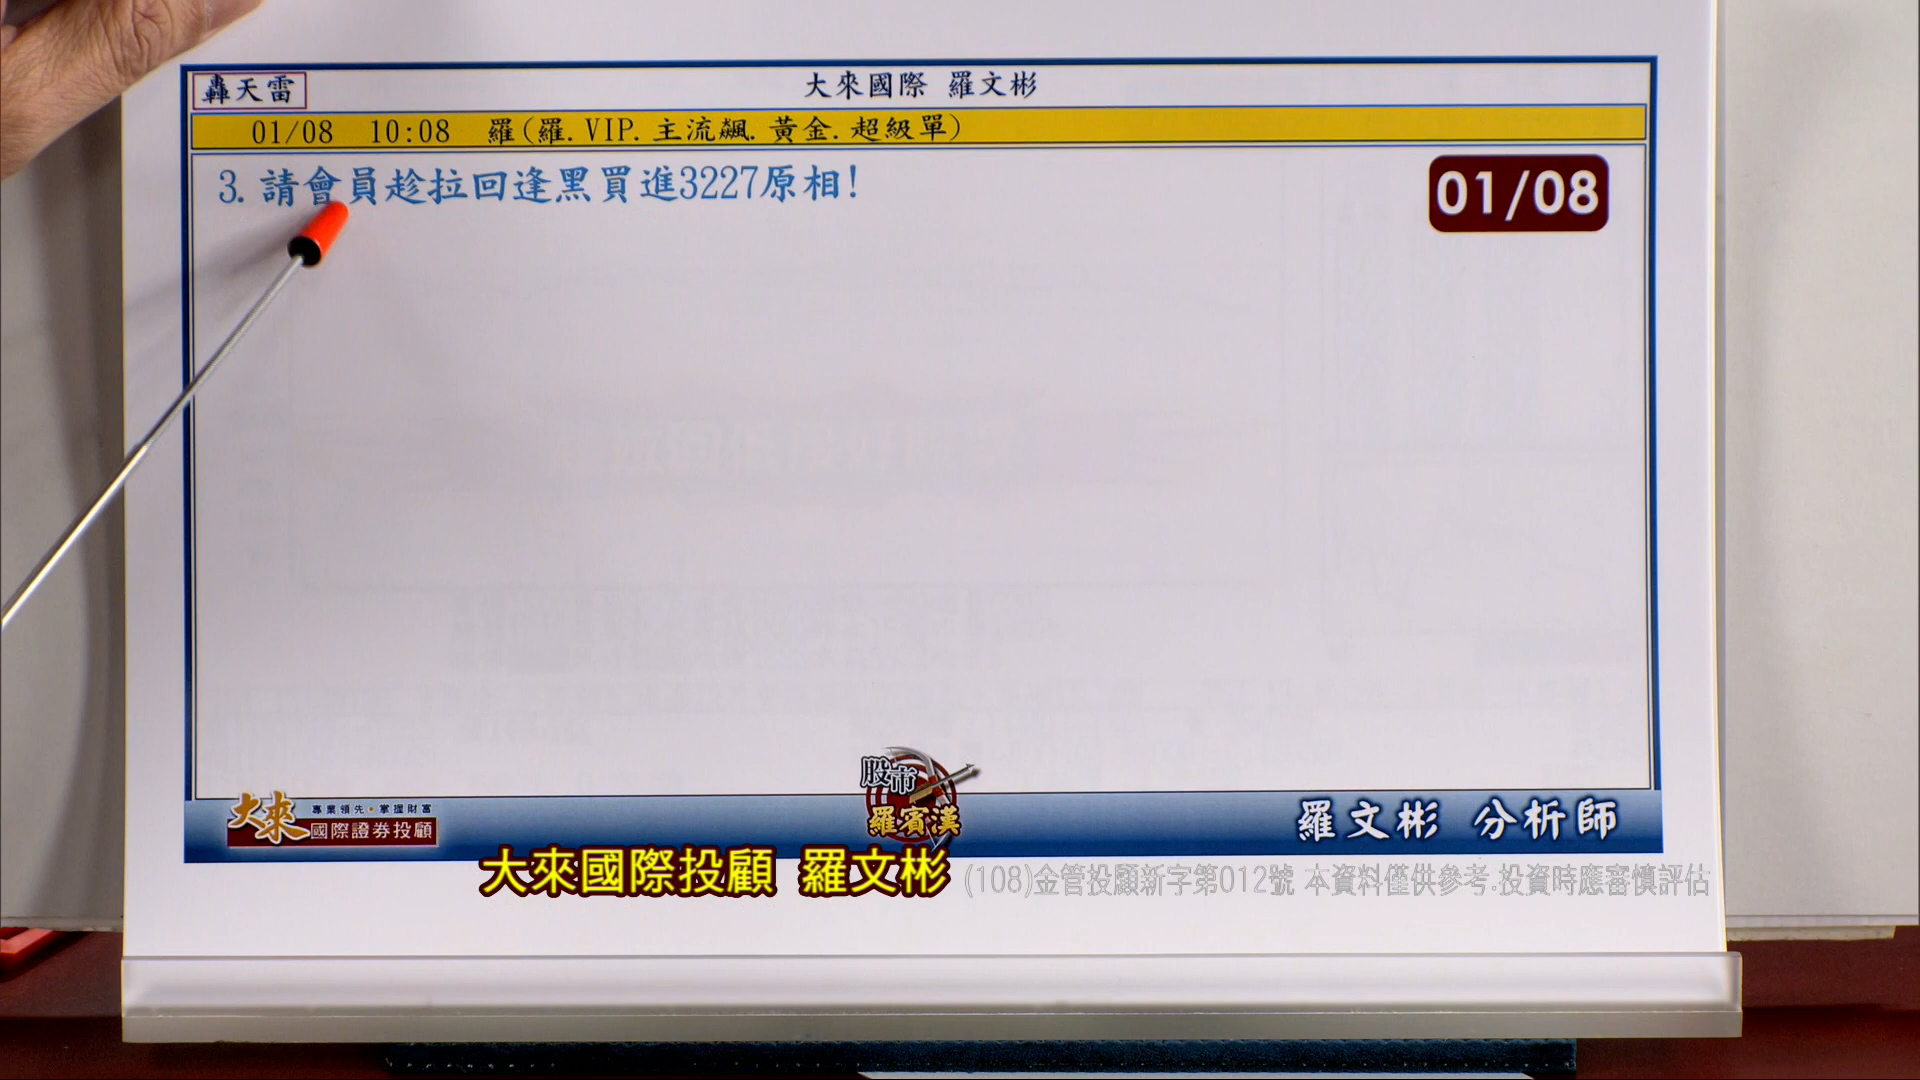 轟天雷
大來國際 羅文彬
01/08 10:08 羅(羅.VIP.主流飆.黃金.超級單)
3.請會員趁拉回逢黑買進3227原相!
01/08
股市
羅賓漢
大來
專業領先•掌握財富
國際證券投顧
羅文彬 分析師
大來國際投顧 羅文彬
(108)金管投顧新字第012號 本資料僅供參考.投資時應審慎評估